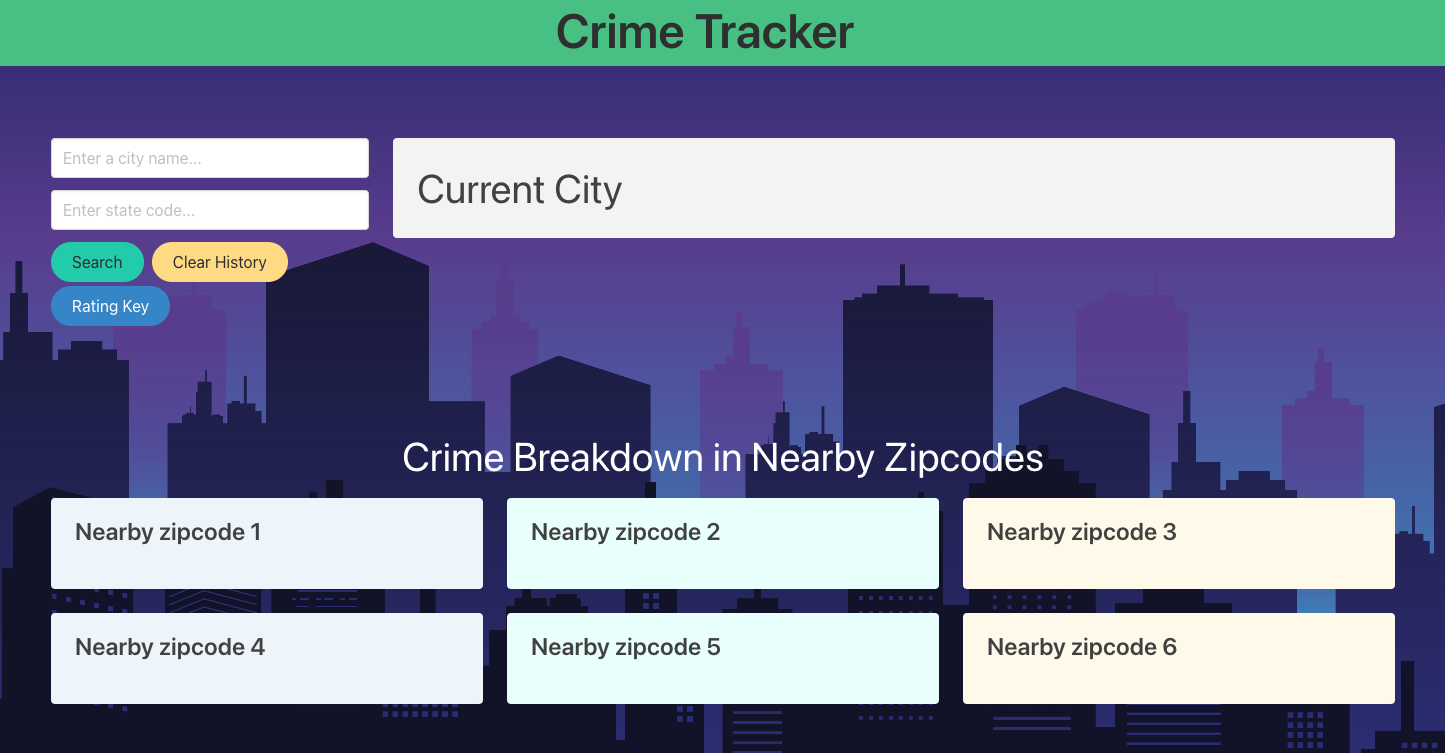 Crime Tracker
Enter a city name...
Enter state code...
Search
Clear History
Rating Key
Current City
Crime Breakdown in Nearby Zipcodes
Nearby zipcode 1
Nearby zipcode 2
Nearby zipcode 3
Nearby zipcode 4
Nearby zipcode 5
Nearby zipcode 6